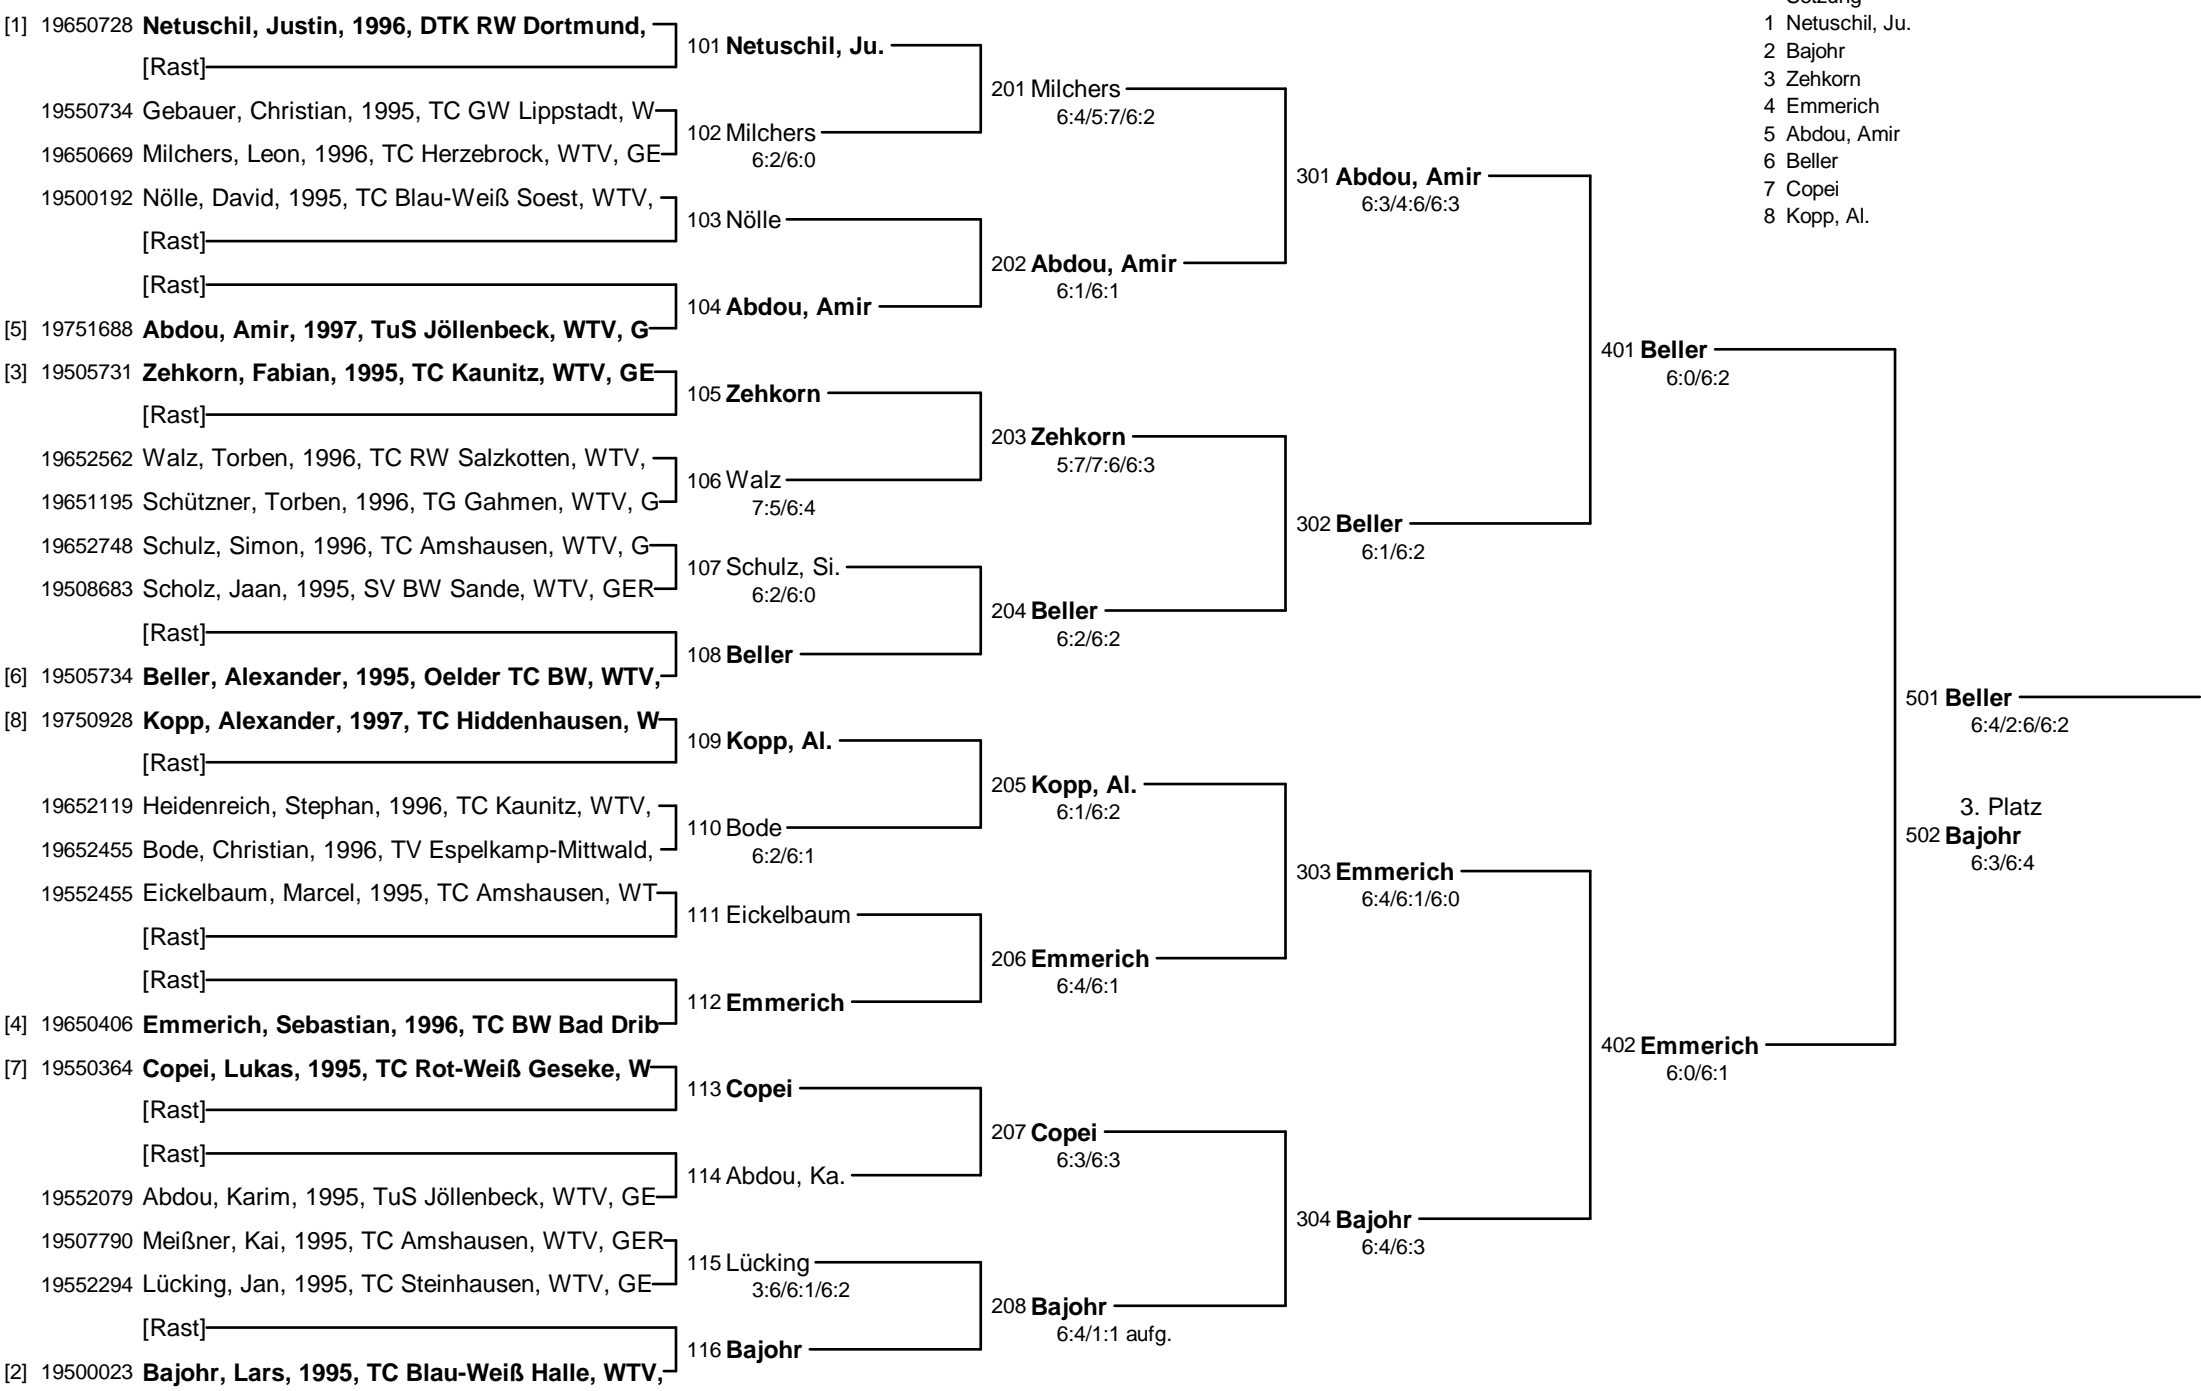 Setzung
1 Netuschil, Ju.
2 Bajohr
3 Zehkorn
4 Emmerich
5 Abdou, Amir
6 Beller
7 Copei
8 Kopp, Al.
[1] 19650728 Netuschil, Justin, 1996, DTK RW Dortmund,
[Rast]
19550734 Gebauer, Christian, 1995, TC GW Lippstadt, W
19650669 Milchers, Leon, 1996, TC Herzebrock, WTV, GE
19500192 Nölle, David, 1995, TC Blau-Weiß Soest, WTV,
[Rast]
[Rast]
[5] 19751688 Abdou, Amir, 1997, TuS Jöllenbeck, WTV, G
[3] 19505731 Zehkorn, Fabian, 1995, TC Kaunitz, WTV, GE
[Rast]
19652562 Walz, Torben, 1996, TC RW Salzkotten, WTV,
19651195 Schützner, Torben, 1996, TG Gahmen, WTV, G
19652748 Schulz, Simon, 1996, TC Amshausen, WTV, G
19508683 Scholz, Jaan, 1995, SV BW Sande, WTV, GER
[Rast]
[6] 19505734 Beller, Alexander, 1995, Oelder TC BW, WTV,
[8] 19750928 Kopp, Alexander, 1997, TC Hiddenhausen, W
[Rast]
19652119 Heidenreich, Stephan, 1996, TC Kaunitz, WTV,
19652455 Bode, Christian, 1996, TV Espelkamp-Mittwald,
19552455 Eickelbaum, Marcel, 1995, TC Amshausen, WT
[Rast]
[Rast]
[4] 19650406 Emmerich, Sebastian, 1996, TC BW Bad Drib
[7] 19550364 Copei, Lukas, 1995, TC Rot-Weiß Geseke, W
[Rast]
[Rast]
19552079 Abdou, Karim, 1995, TuS Jöllenbeck, WTV, GE
19507790 Meißner, Kai, 1995, TC Amshausen, WTV, GER
19552294 Lücking, Jan, 1995, TC Steinhausen, WTV, GE
[Rast]
[2] 19500023 Bajohr, Lars, 1995, TC Blau-Weiß Halle, WTV,
101 Netuschil, Ju.
102 Milchers
6:2/6:0
103 Nölle
104 Abdou, Amir
105 Zehkorn
106 Walz
7:5/6:4
107 Schulz, Si.
6:2/6:0
108 Beller
109 Kopp, Al.
110 Bode
6:2/6:1
111 Eickelbaum
112 Emmerich
113 Copei
114 Abdou, Ka.
115 Lücking
3:6/6:1/6:2
116 Bajohr
201 Milchers
6:4/5:7/6:2
202 Abdou, Amir
6:1/6:1
203 Zehkorn
5:7/7:6/6:3
204 Beller
6:2/6:2
205 Kopp, Al.
6:1/6:2
206 Emmerich
6:4/6:1
207 Copei
6:3/6:3
208 Bajohr
6:4/1:1 aufg.
301 Abdou, Amir
6:3/4:6/6:3
302 Beller
6:1/6:2
303 Emmerich
6:4/6:1/6:0
304 Bajohr
6:4/6:3
401 Beller
6:0/6:2
402 Emmerich
6:0/6:1
501 Beller
6:4/2:6/6:2
3. Platz
502 Bajohr
6:3/6:4